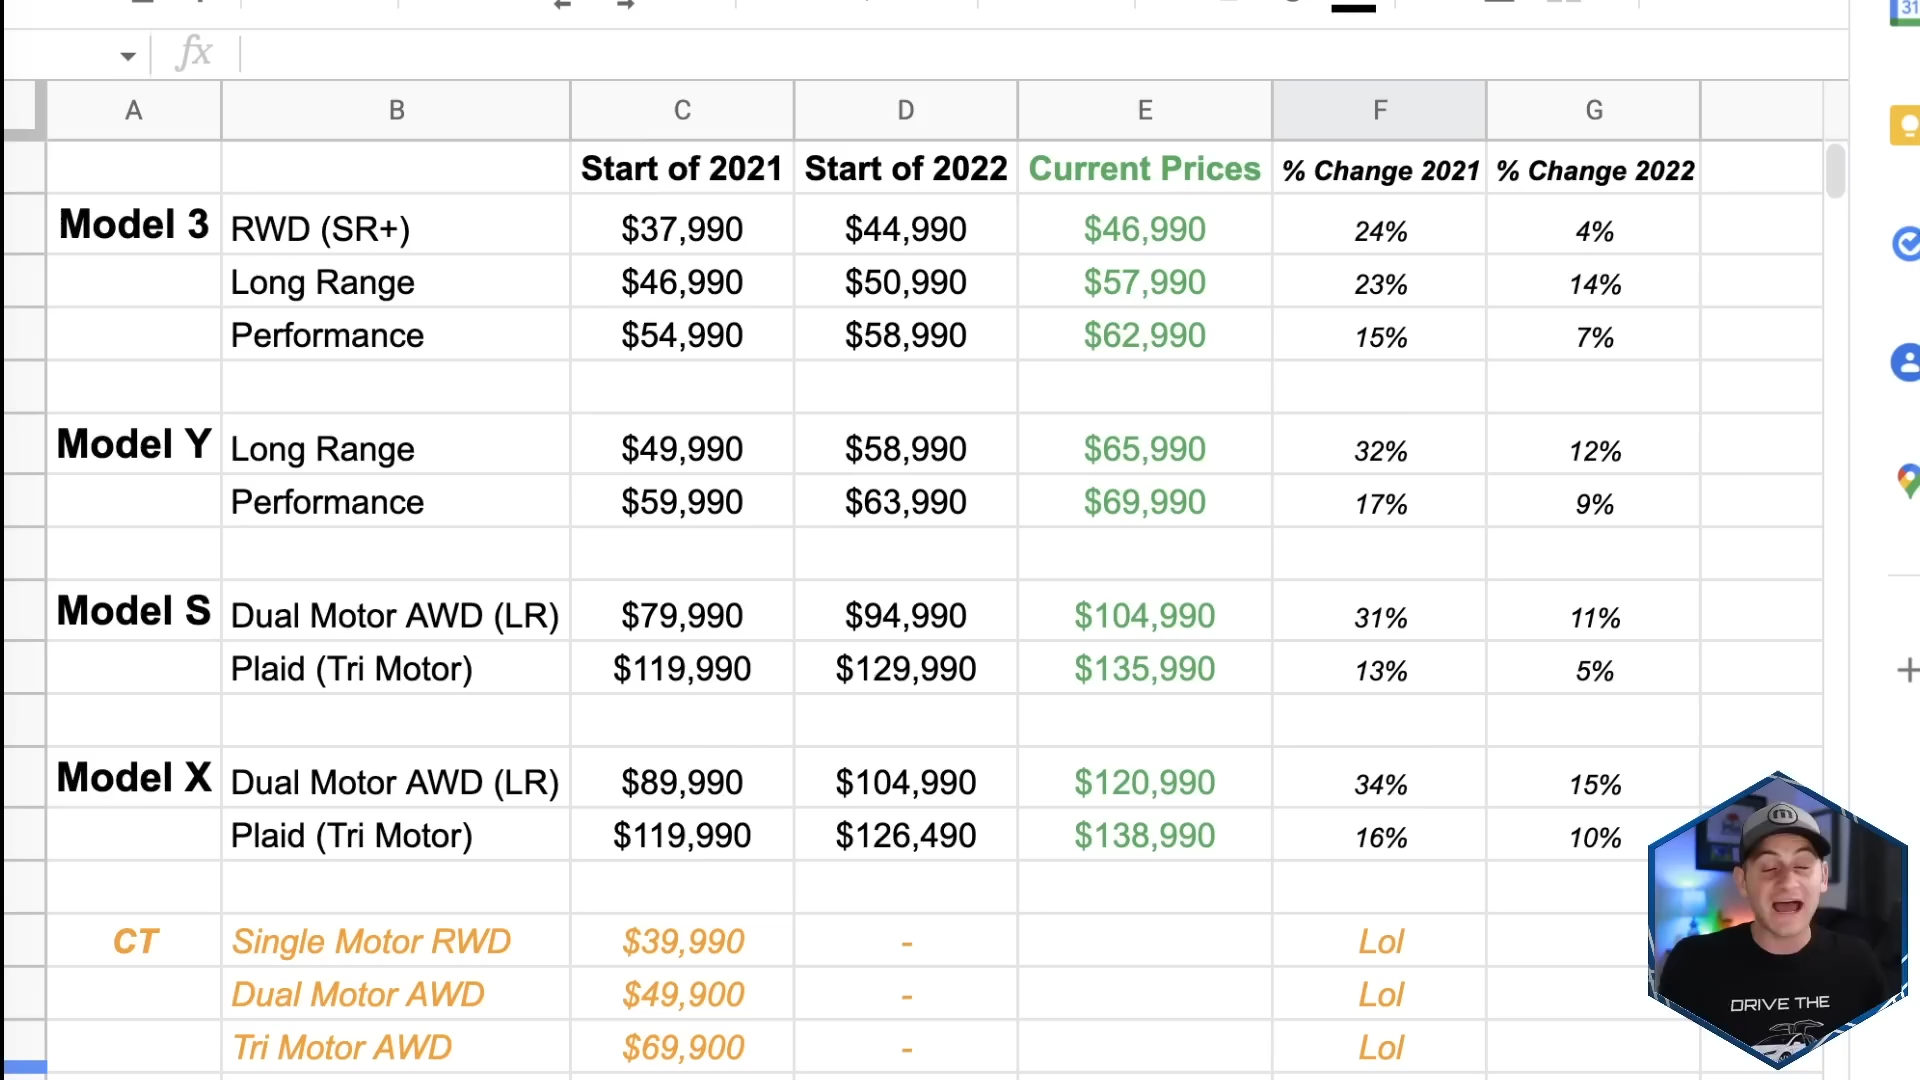 fx
A B C D E F G
Start of 2021 Start of 2022 Current Prices % Change 2021 % Change 2022
Model 3 RWD (SR+) $37,990 $44,990 $46,990 24% 4%
Long Range $46,990 $50,990 $57,990 23% 14%
Performance $54,990 $58,990 $62,990 15% 7%
Model Y Long Range $49,990 $58,990 $65,990 32% 12%
Performance $59,990 $63,990 $69,990 17% 9%
Model S Dual Motor AWD (LR) $79,990 $94,990 $104,990 31% 11%
Plaid (Tri Motor) $119,990 $129,990 $135,990 13% 5%
Model X Dual Motor AWD (LR) $89,990 $104,990 $120,990 34% 15%
Plaid (Tri Motor) $119,990 $126,490 $138,990 16% 10%
CT Single Motor RWD $39,990 - Lol
Dual Motor AWD $49,900 - Lol
Tri Motor AWD $69,900 - Lol
31
m
DRIVE THE